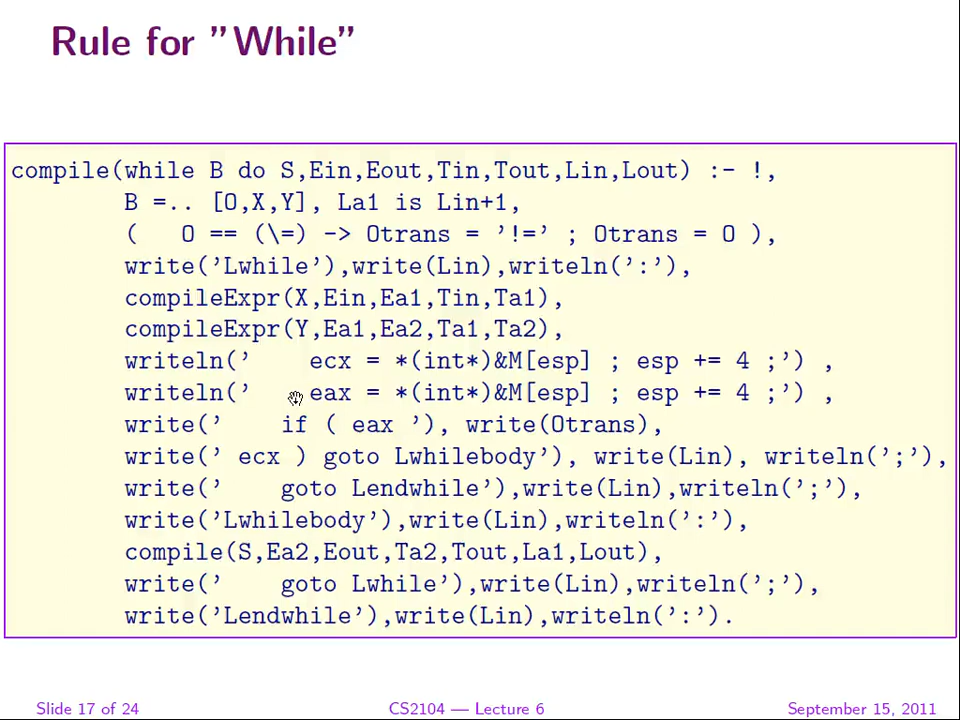 Rule for ”While”
compile(while B do S,Ein,Eout,Tin,Tout,Lin,Lout) :- !,
B =.. [O,X,Y], La1 is Lin+1,
(   O == (\=) -> Otrans = ’!=’ ; Otrans = O ),
write(’Lwhile’),write(Lin),writeln(’:’),
compileExpr(X,Ein,Ea1,Tin,Ta1),
compileExpr(Y,Ea1,Ea2,Ta1,Ta2),
writeln(’    ecx = *(int*)&M[esp] ; esp += 4 ;’) ,
writeln(’    eax = *(int*)&M[esp] ; esp += 4 ;’) ,
write(’    if ( eax ’), write(Otrans),
write(’ ecx ) goto Lwhilebody’), write(Lin), writeln(’;’),
write(’    goto Lendwhile’),write(Lin),writeln(’;’),
write(’Lwhilebody’),write(Lin),writeln(’:’),
compile(S,Ea2,Eout,Ta2,Tout,La1,Lout),
write(’    goto Lwhile’),write(Lin),writeln(’;’),
write(’Lendwhile’),write(Lin),writeln(’:’).
Slide 17 of 24 CS2104 — Lecture 6 September 15, 2011